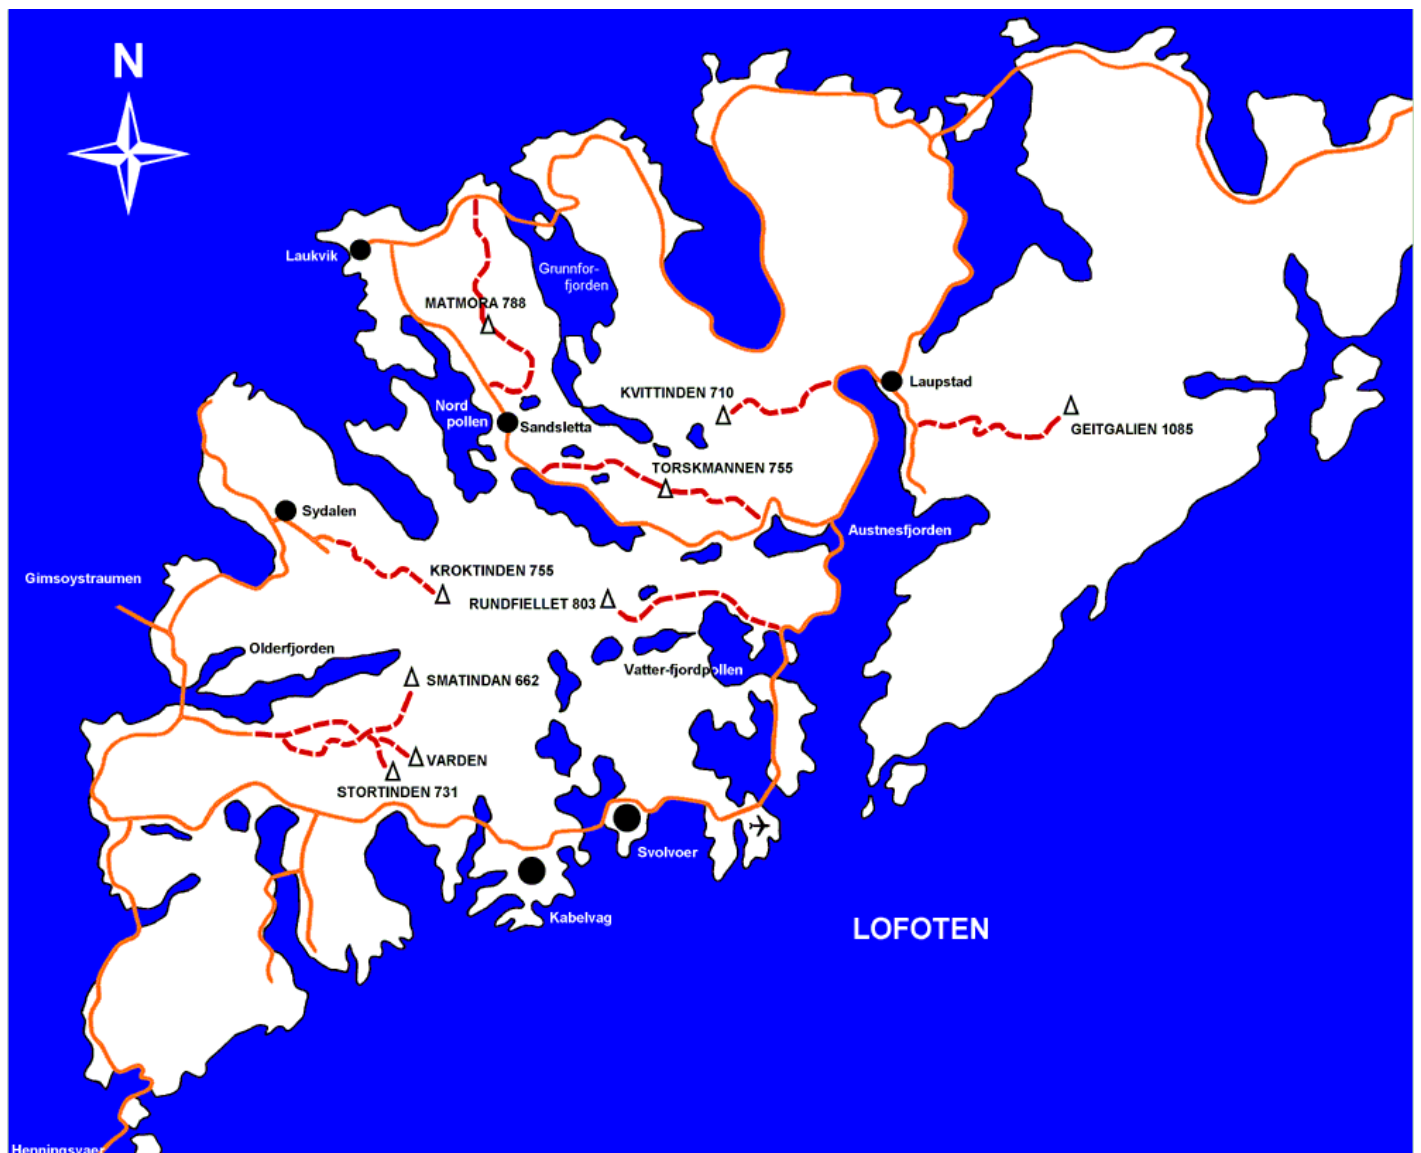 N
Laukvik
Grunnfor-
fjorden
MATMORA 788
KVITTINDEN 710
Laupstad
Nord
pollen
Sandsletta
GEITGALIEN 1085
TORSKMANNEN 755
Sydalen
Austnesfjorden
Gimsoystraumen
KROKTINDEN 755
RUNDFIELLET 803
Olderfjorden
Vatter-fjordpollen
SMATINDAN 662
VARDEN
STORTINDEN 731
Svolvoer
Kabelvag
LOFOTEN
Henningsvaer